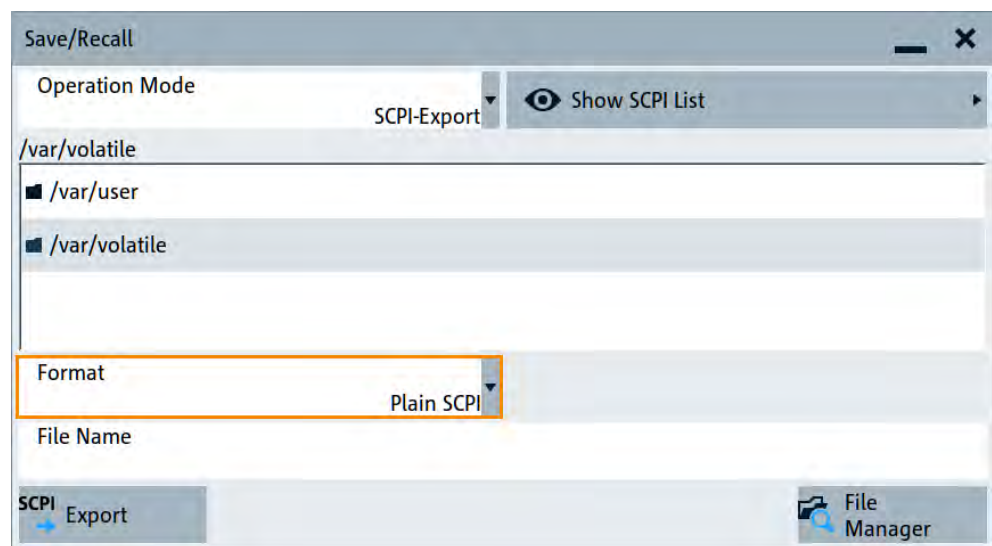 Save/Recall
Operation Mode
SCPI-Export
Show SCPI List
/var/volatile
/var/user
/var/volatile
Format
Plain SCPI
File Name
SCPI
Export
File
Manager